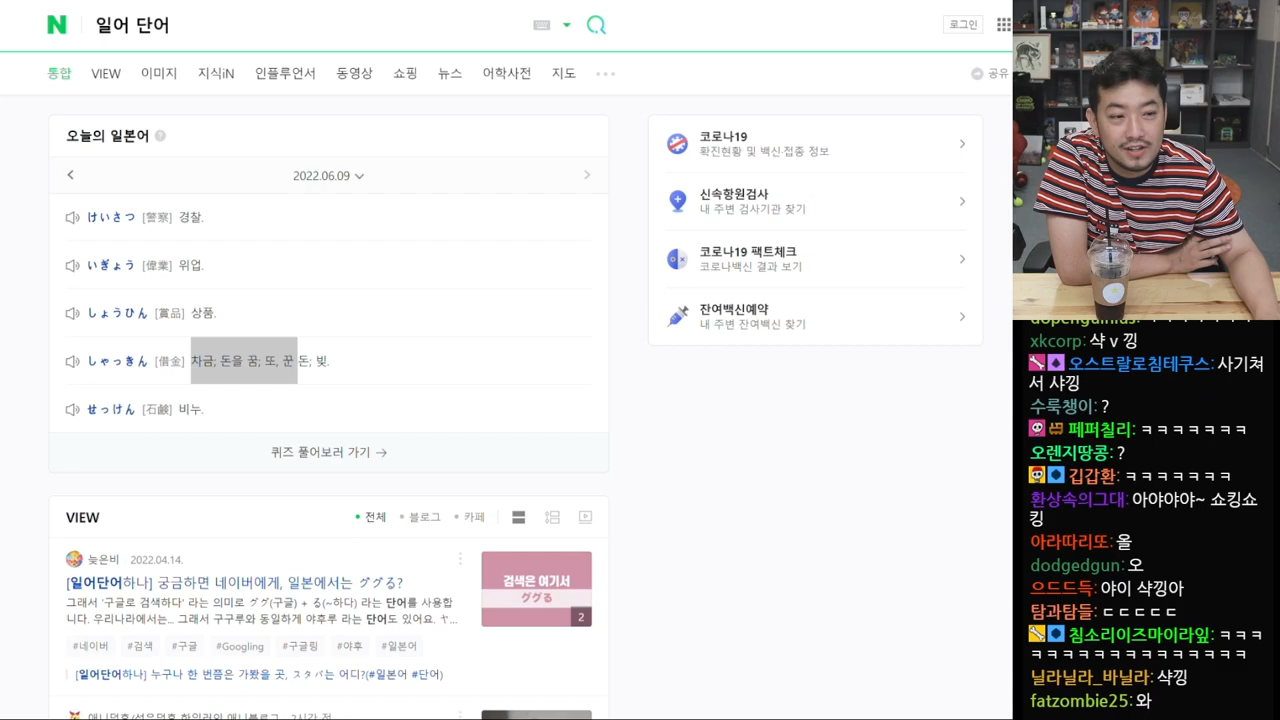 N 일어 단어
로그인
통합 VIEW 이미지 지식iN 인플루언서 동영상 쇼핑 뉴스 어학사전 지도
공유
오늘의 일본어
2022.06.09
けいさつ [警察] 경찰.
いぎょう [偉業] 위업.
しょうひん [賞品] 상품.
しゃっきん [借金] 차금; 돈을 꿈; 또, 꾼 돈; 빚.
せっけん [石鹸] 비누.
퀴즈 풀어보러 가기 →
코로나19
확진현황 및 백신·접종 정보
신속항원검사
내 주변 검사기관 찾기
코로나19 팩트체크
코로나백신 결과 보기
잔여백신예약
내 주변 잔여백신 찾기
VIEW
전체 블로그 카페
늦은비 2022.04.14.
[일어단어하나] 궁금하면 네이버에게, 일본에서는 ググる?
그래서 '구글로 검색하다' 라는 의미로 ググ(구글) + る(~하다) 라는 단어를 사용합
니다. 우리나라에서는... 그래서 구구루와 동일하게 야후루 라는 단어도 있어요. ヤ...
#네이버 #검색 #구글 #Googling #구글링 #야후 #일본어
[일어단어하나] 누구나 한 번쯤은 가봤을 곳, スタバ는 어디?(#일본어 #단어)
검색은 여기서
ググる
2
xkcorp: 샥 v 낑
오스트랄로침테쿠스: 사기쳐
서 샤낑
수룩챙이: ?
페퍼칠리: ㅋㅋㅋㅋㅋㅋㅋ
오렌지땅콩: ?
김갑환: ㅋㅋㅋㅋㅋㅋㅋ
환상속의그대: 아야야야~ 쇼킹쇼
킹
아라따리또: 올
dodgedgun: 오
으드드득: 야이 샥낑아
탐과탐들: ㄷㄷㄷㄷㄷ
침소리이즈마이라잎: ㅋㅋㅋ
ㅋㅋㅋㅋㅋㅋㅋㅋㅋㅋㅋㅋㅋㅋ
닐라닐라_바닐라: 샥낑
fatzombie25: 와